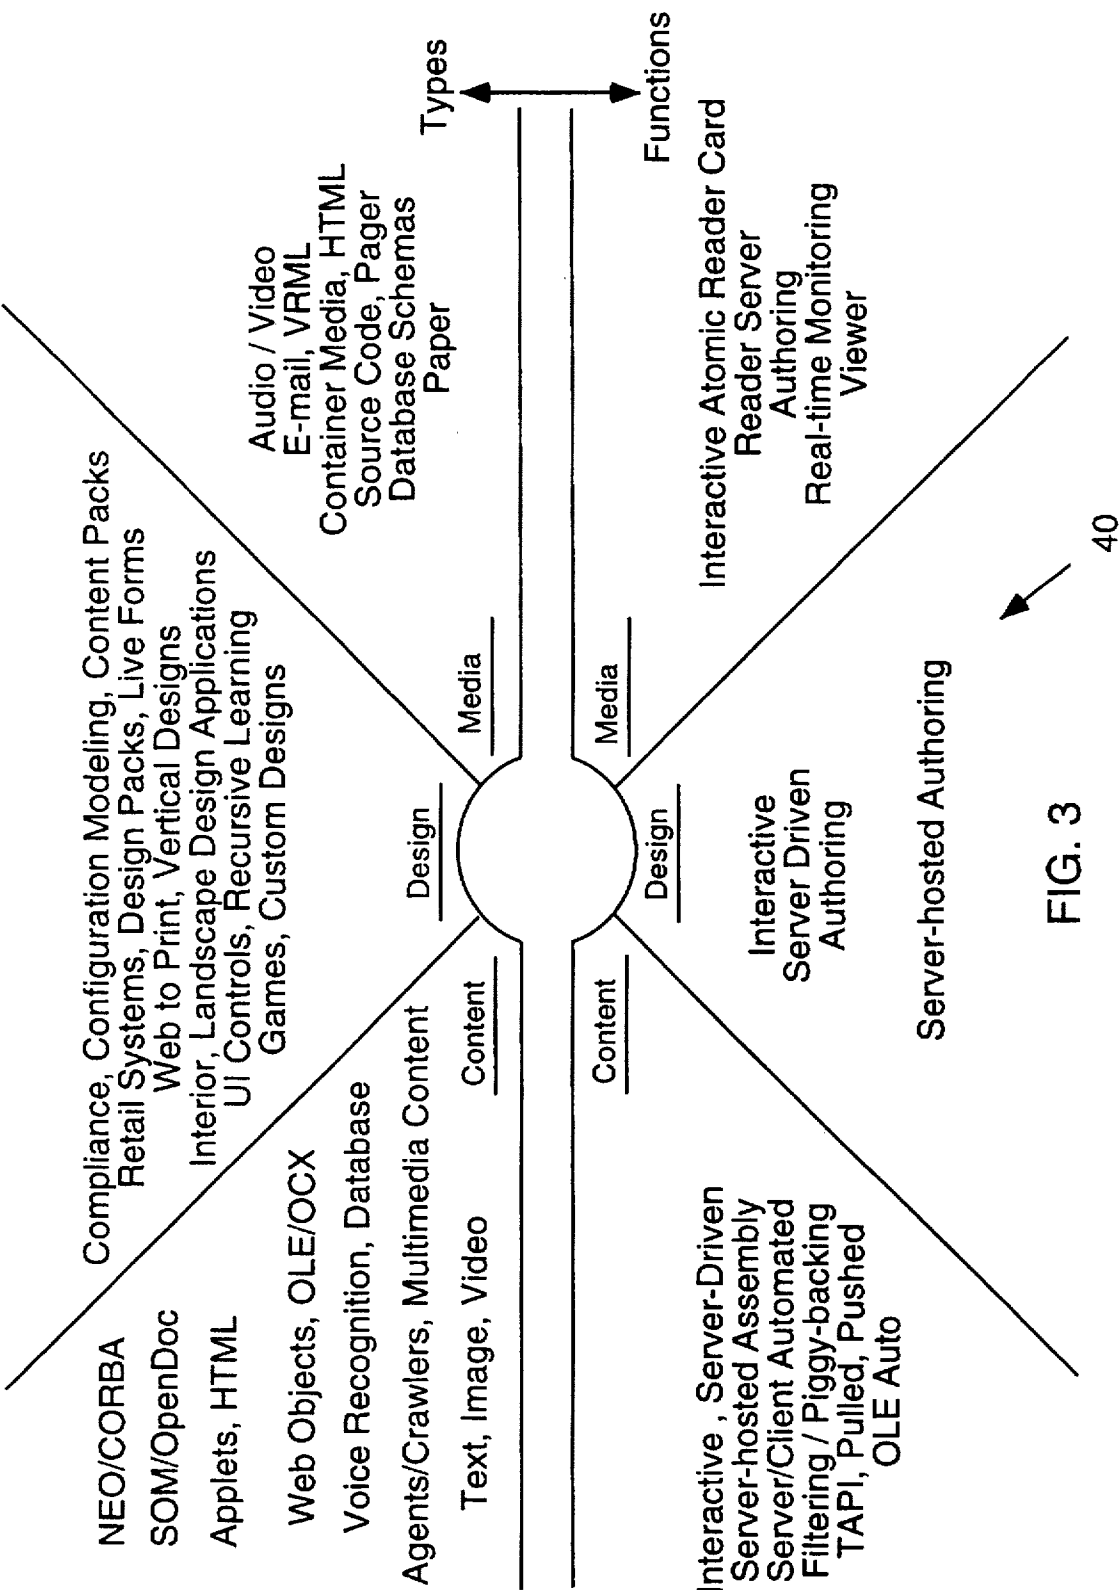 NEO/CORBA
SOM/OpenDoc
Applets, HTML
Web Objects, OLE/OCX
Voice Recognition, Database
Agents/Crawlers, Multimedia Content
Text, Image, Video
Content
Compliance, Configuration Modeling, Content Packs
Retail Systems, Design Packs, Live Forms
Web to Print, Vertical Designs
Interior, Landscape Design Applications
UI Controls, Recursive Learning
Games, Custom Designs
Design
Audio / Video
E-mail, VRML
Container Media, HTML
Source Code, Pager
Database Schemas
Paper
Media
Types
Functions
Content
Interactive , Server-Driven
Server-hosted Assembly
Server/Client Automated
Filtering / Piggy-backing
TAPI, Pulled, Pushed
OLE Auto
Design
Interactive
Server Driven
Authoring
Server-hosted Authoring
Media
Interactive Atomic Reader Card
Reader Server
Authoring
Real-time Monitoring
Viewer
40
FIG. 3